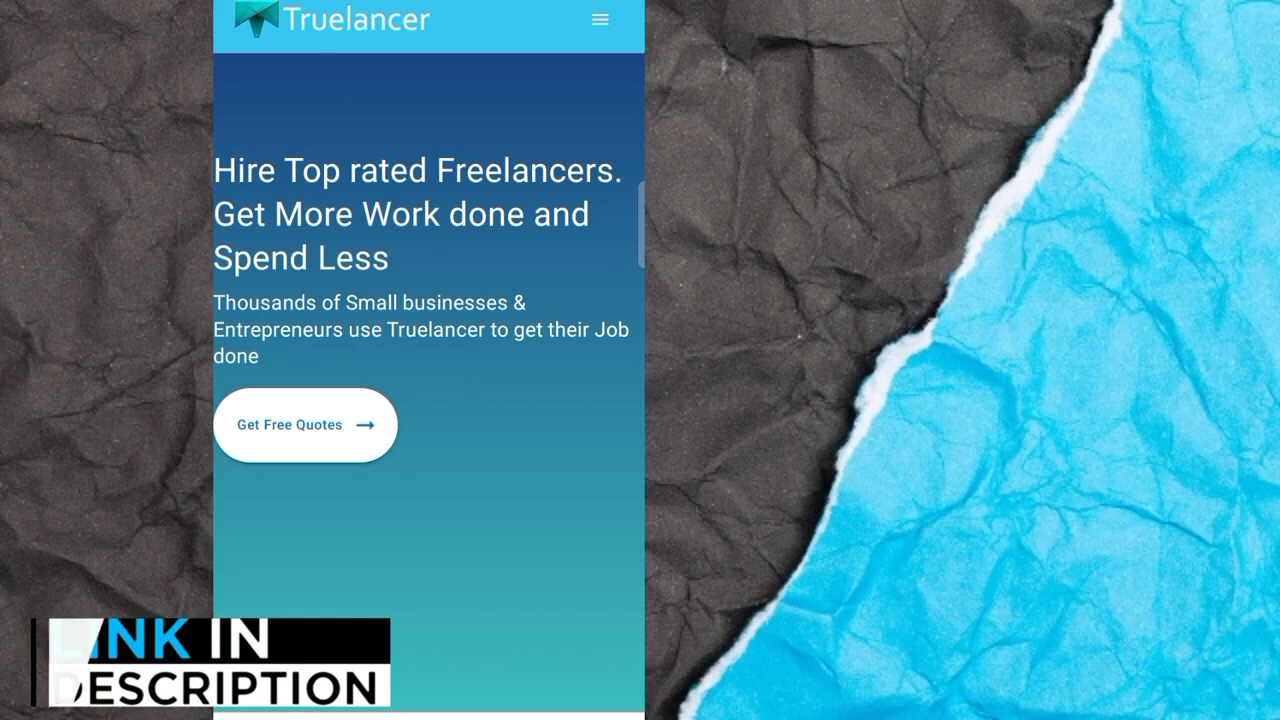 Truelancer
Hire Top rated Freelancers.
Get More Work done and
Spend Less
Thousands of Small businesses &
Entrepreneurs use Truelancer to get their Job
done
Get Free Quotes
LINK IN
DESCRIPTION